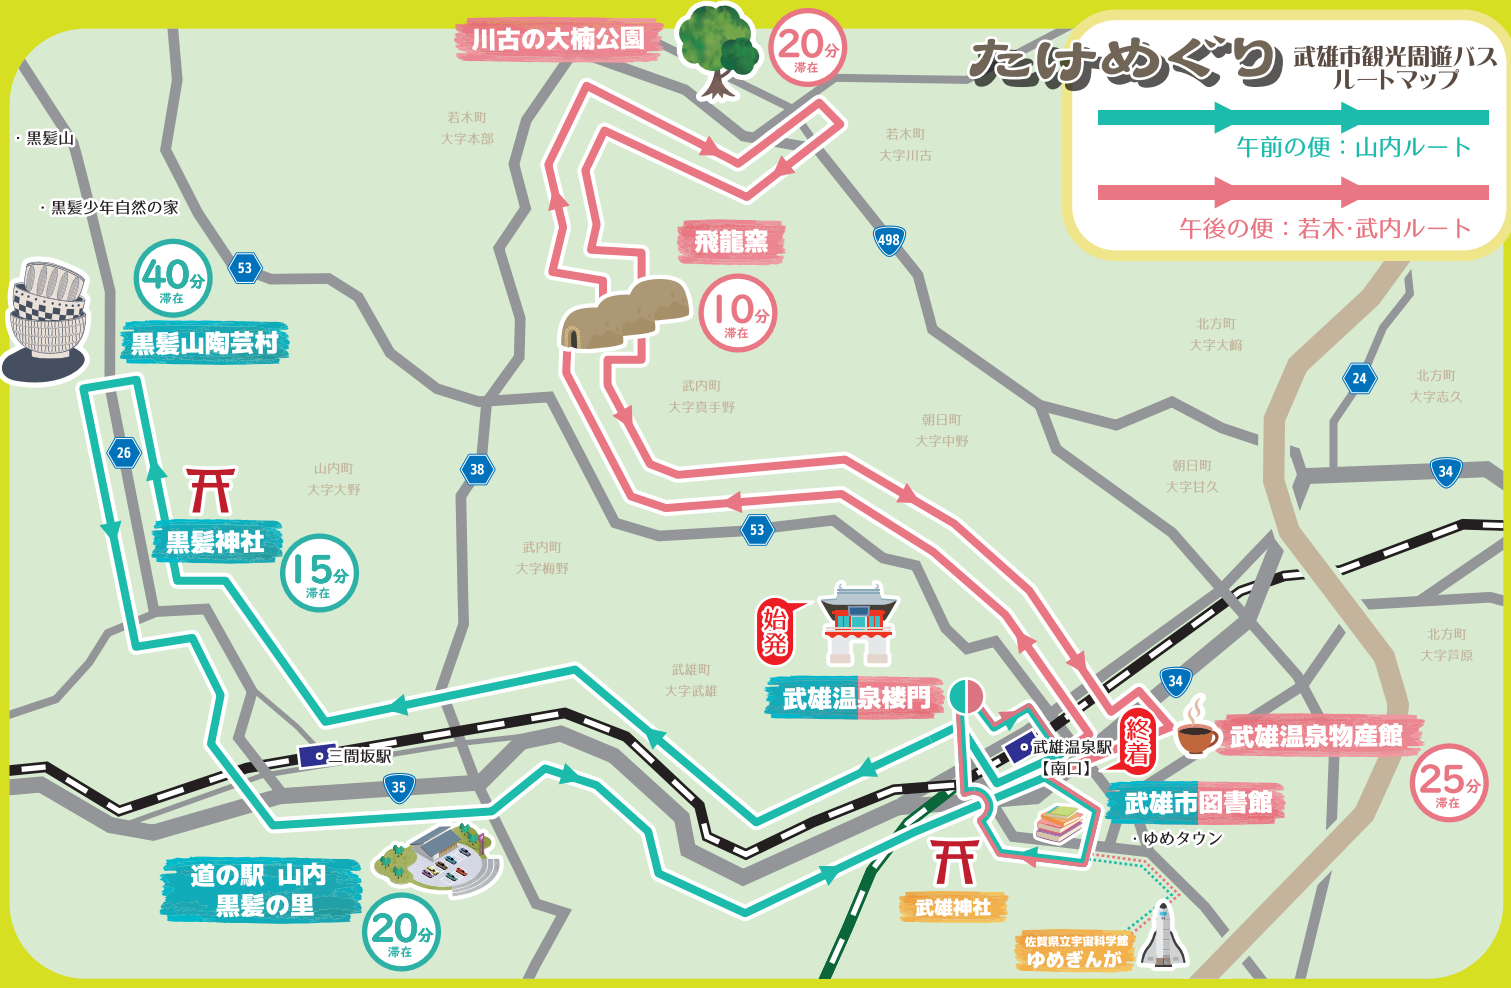 たけめぐり
武雄市観光周遊バス
ルートマップ
午前の便：山内ルート
午後の便：若木・武内ルート
川古の大楠公園
20分
滞在
若木町
大字本部
若木町
大字川古
・黒髪山
・黒髪少年自然の家
40分
滞在
53
黒髪山陶芸村
飛龍窯
10分
滞在
498
北方町
大字大﨑
24
北方町
大字志久
武内町
大字真手野
朝日町
大字中野
朝日町
大字甘久
34
26
山内町
大字大野
38
黒髪神社
15分
滞在
53
武内町
大字梅野
始発
武雄温泉楼門
武雄町
大字武雄
北方町
大字芦原
34
終着
武雄温泉物産館
25分
滞在
武雄温泉駅
【南口】
三間坂駅
35
武雄市図書館
・ゆめタウン
道の駅 山内
黒髪の里
20分
滞在
武雄神社
佐賀県立宇宙科学館
ゆめぎんが